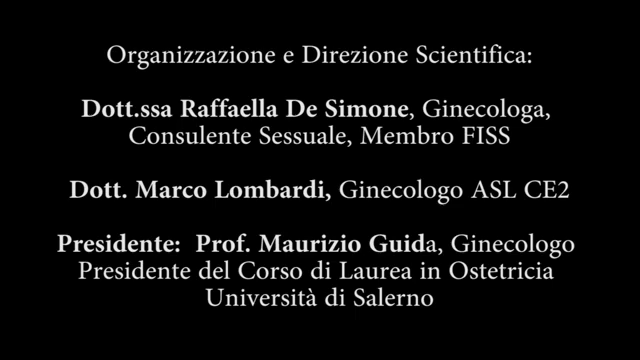 Organizzazione e Direzione Scientifica:
Dott.ssa Raffaella De Simone, Ginecologa,
Consulente Sessuale, Membro FISS
Dott. Marco Lombardi, Ginecologo ASL CE2
Presidente:  Prof. Maurizio Guida, Ginecologo
Presidente del Corso di Laurea in Ostetricia
Università di Salerno